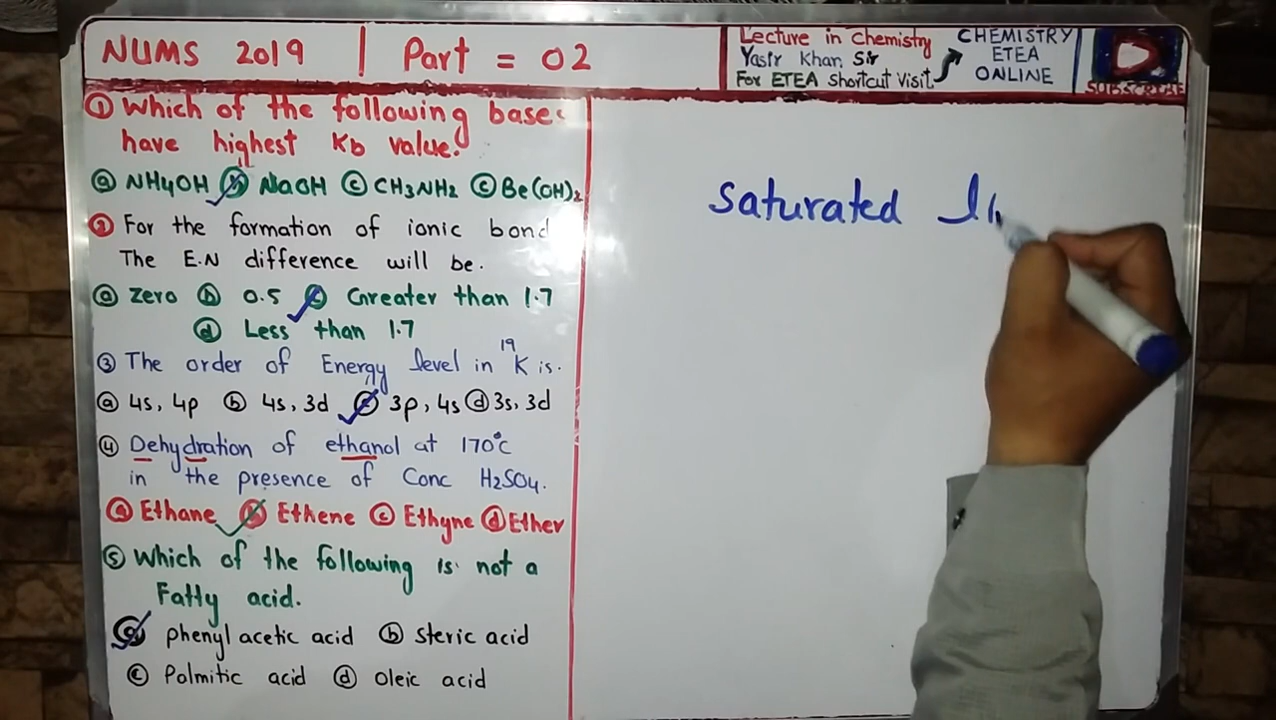 NUMS 2019 | Part = 02
Lecture in Chemistry
Yasir Khan Sir
For ETEA Shortcut Visit
CHEMISTRY
ETEA
ONLINE
SUBSCRIBE
① Which of the following base
have highest Kb value.
ⓐ NH4OH ⓑ NaOH ⓒ CH3NH2 ⓒ Be(OH)2
② For the formation of ionic bond
The E.N difference will be.
ⓐ Zero ⓑ 0.5 ⓒ Greater than 1.7
ⓓ Less than 1.7
③ The order of Energy level in ¹⁹K is.
ⓐ 4s, 4p ⓑ 4s, 3d ⓒ 3p, 4s ⓓ 3s, 3d
④ Dehydration of ethanol at 170°C
in the presence of Conc H2SO4.
ⓐ Ethane ⓑ Ethene ⓒ Ethyne ⓓ Ether
⑤ Which of the following is not a
Fatty acid.
ⓐ phenyl acetic acid ⓑ Steric acid
ⓒ Palmitic acid ⓓ oleic acid
Saturated